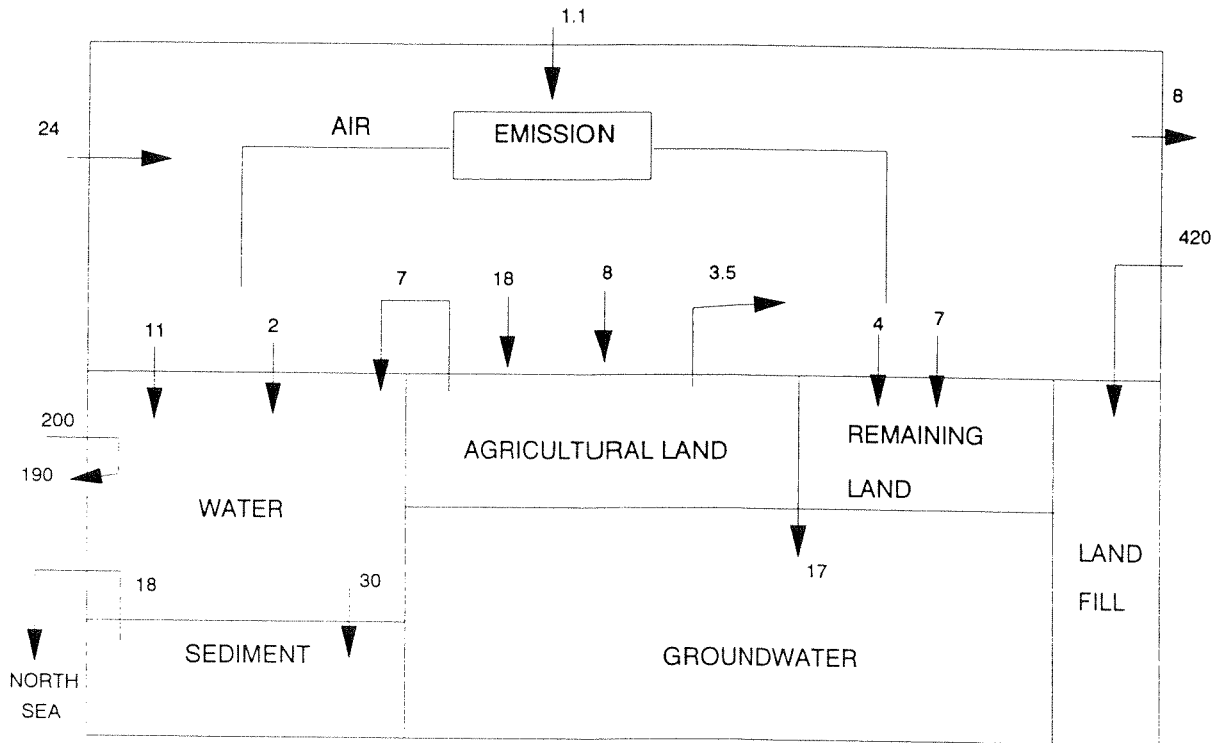 1.1
8
24
AIR
EMISSION
420
7
18
8
3.5
11
2
4
7
200
190
AGRICULTURAL LAND
REMAINING
LAND
WATER
LAND
FILL
18
30
17
SEDIMENT
GROUNDWATER
NORTH
SEA